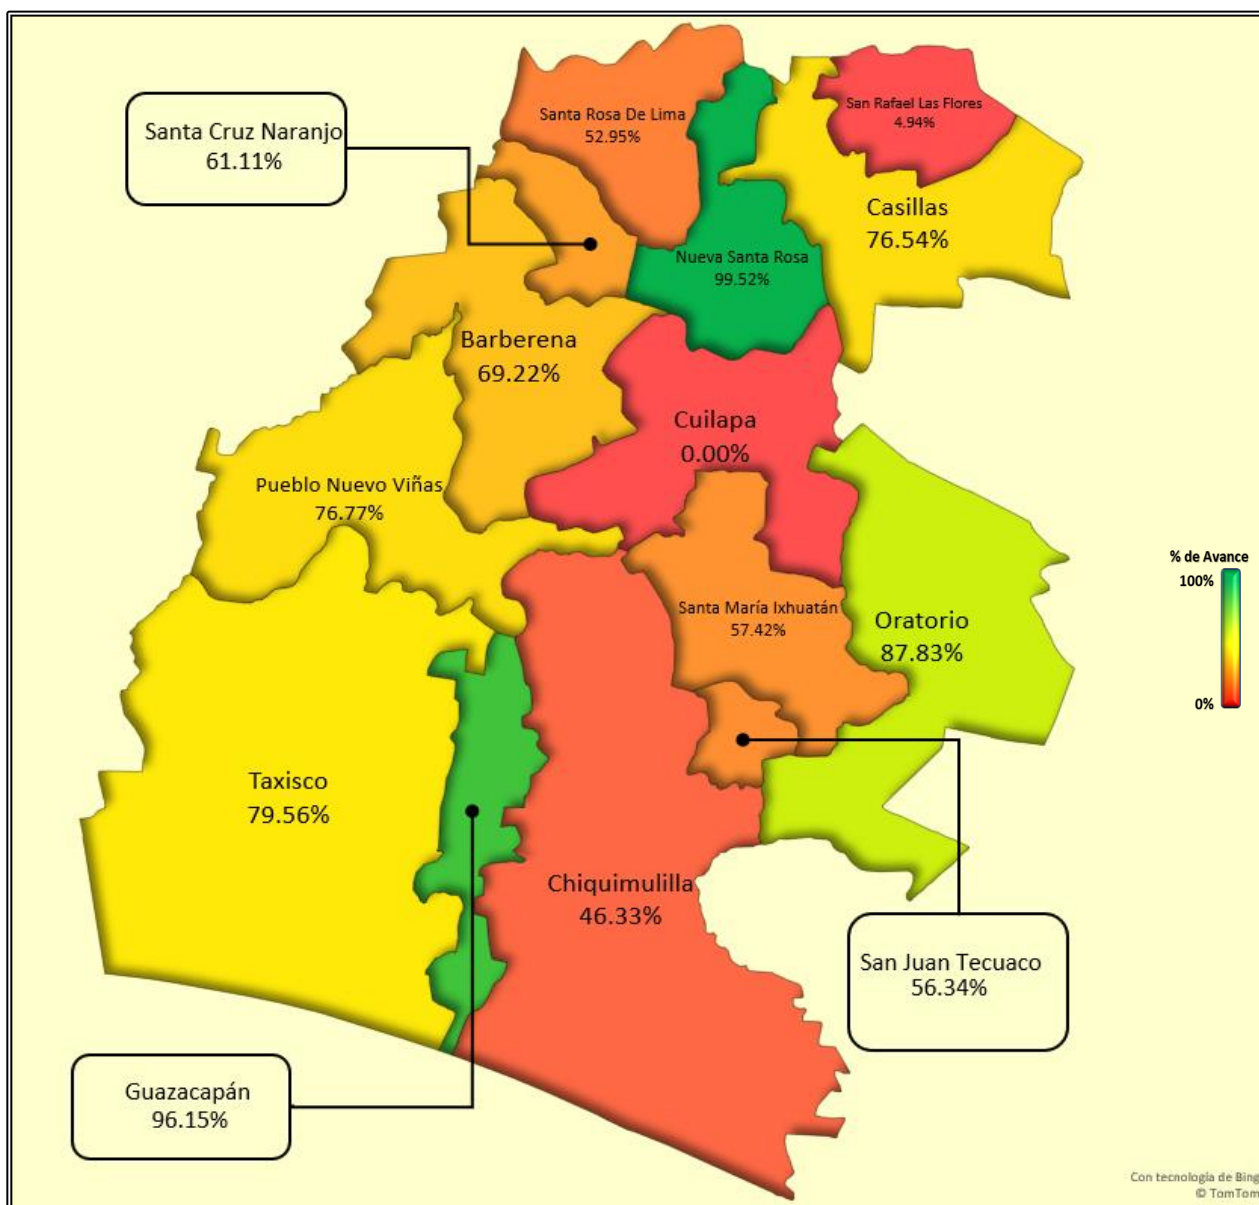 Santa Rosa De Lima
52.95%
San Rafael Las Flores
4.94%
Santa Cruz Naranjo
61.11%
Casillas
76.54%
Nueva Santa Rosa
99.52%
Barberena
69.22%
Cuilapa
0.00%
Pueblo Nuevo Viñas
76.77%
% de Avance
100%
0%
Santa María Ixhuatán
57.42%
Oratorio
87.83%
Taxisco
79.56%
Chiquimulilla
46.33%
San Juan Tecuaco
56.34%
Guazacapán
96.15%
Con tecnología de Bing
© TomTom